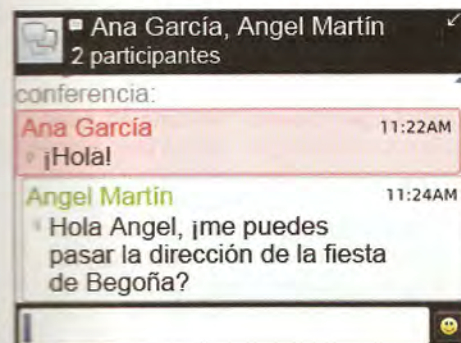 Ana García, Angel Martín
2 participantes
conferencia:
Ana García 11:22AM
¡Hola!
Angel Martín 11:24AM
Hola Angel, ¡me puedes
pasar la dirección de la fiesta
de Begoña?